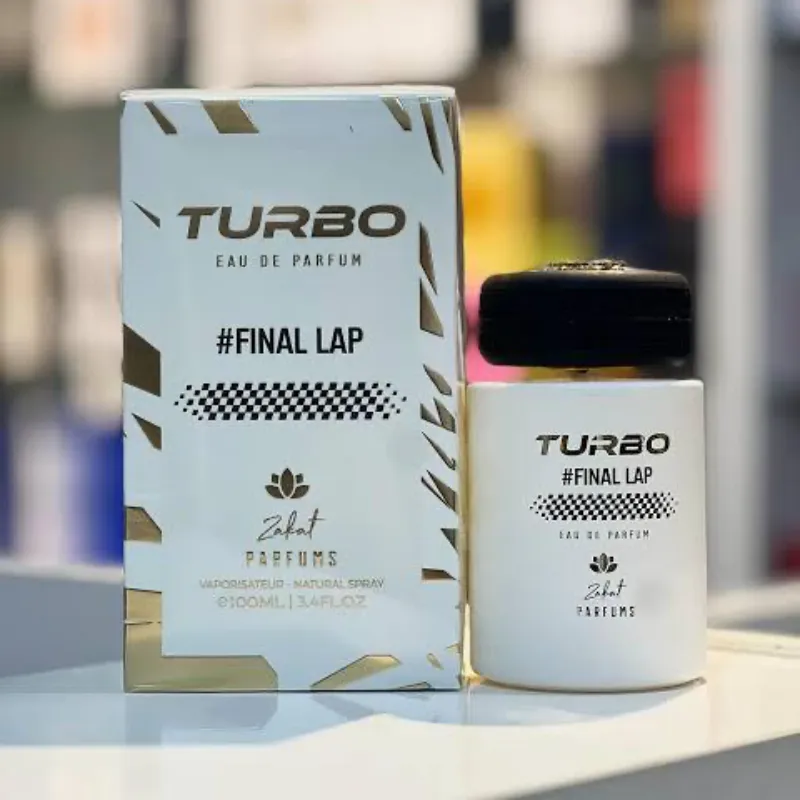 TURBO
EAU DE PARFUM
#FINAL LAP
Zakat
PARFUMS
VAPORISATEUR - NATURAL SPRAY
℮100ML | 3.4FL.OZ
TURBO
#FINAL LAP
EAU DE PARFUM
Zakat
PARFUMS